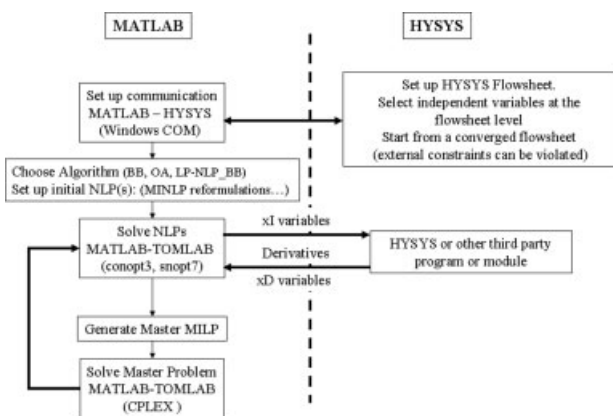 MATLAB
HYSYS
Set up communication
MATLAB – HYSYS
(Windows COM)
Set up HYSYS Flowsheet.
Select independent variables at the
flowsheet level
Start from a converged flowsheet
(external constraints can be violated)
Choose Algorithm (BB, OA, LP-NLP_BB)
Set up initial NLP(s): (MINLP reformulations…)
Solve NLPs
MATLAB-TOMLAB
(conopt3, snopt7)
xI variables
Derivatives
xD variables
HYSYS or other third party
program or module
Generate Master MILP
Solve Master Problem
MATLAB-TOMLAB
(CPLEX )